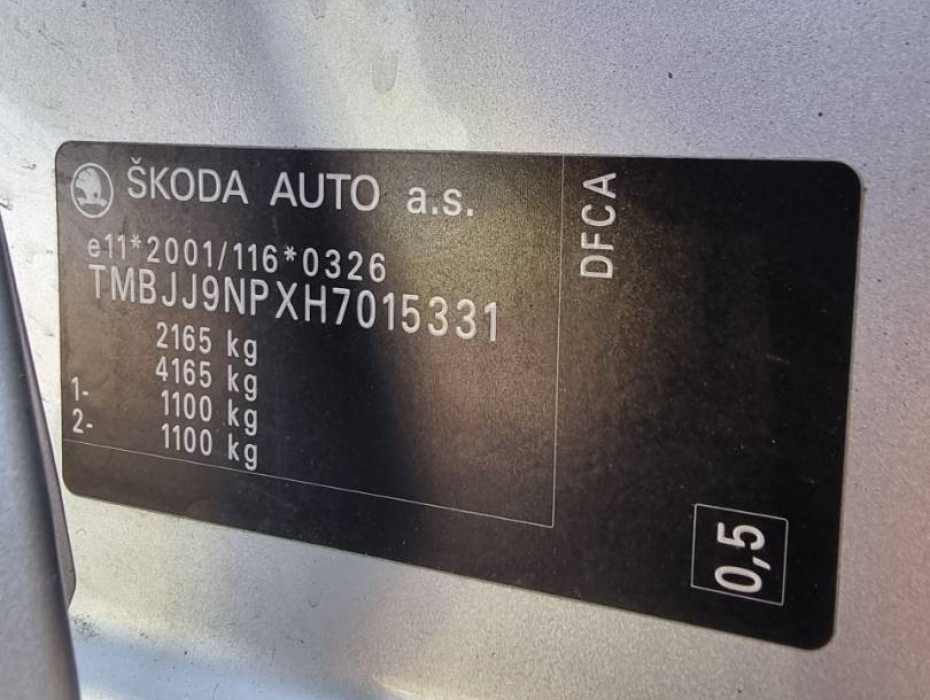 ŠKODA AUTO a.s.
e11*2001/116*0326
TMBJJ9NPXH7015331
2165 kg
4165 kg
1- 1100 kg
2- 1100 kg
DFCA
0,5